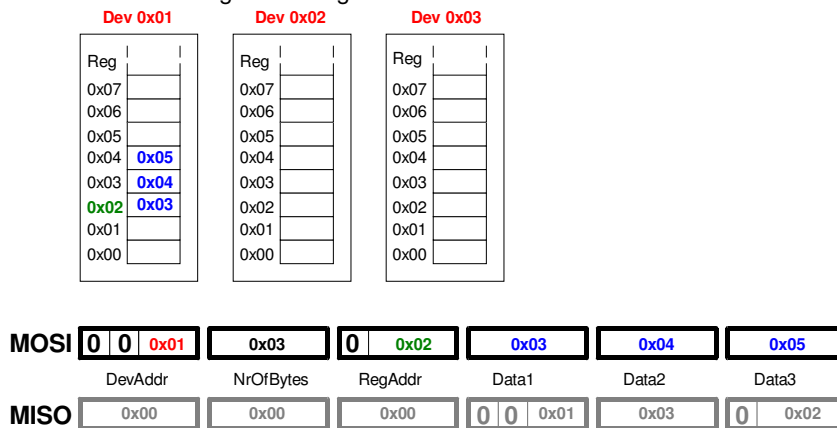 Dev 0x01 Dev 0x02 Dev 0x03
Reg Reg Reg
0x07 0x07 0x07
0x06 0x06 0x06
0x05 0x05 0x05
0x04 0x05 0x04 0x04
0x03 0x04 0x03 0x03
0x02 0x03 0x02 0x02
0x01 0x01 0x01
0x00 0x00 0x00
MOSI 0 0 0x01 0x03 0 0x02 0x03 0x04 0x05
DevAddr NrOfBytes RegAddr Data1 Data2 Data3
MISO 0x00 0x00 0x00 0 0 0x01 0x03 0 0x02